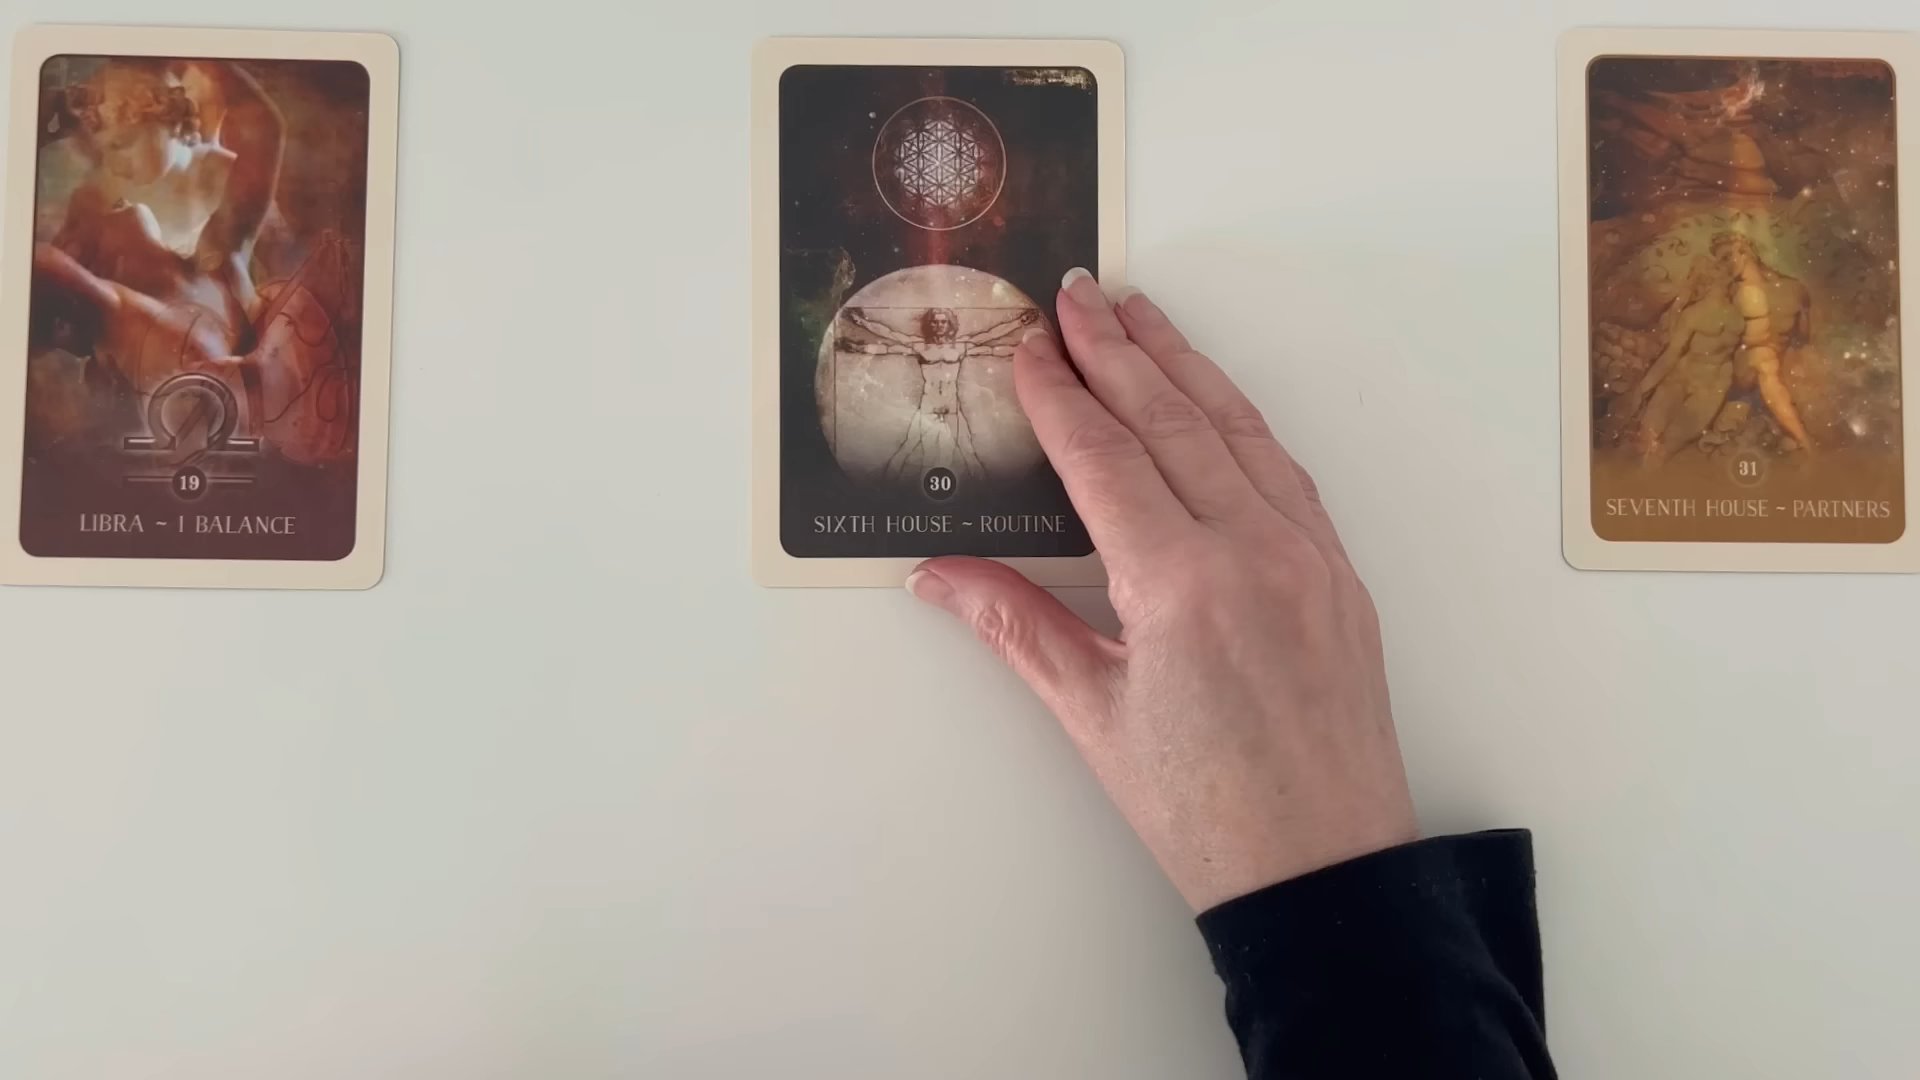 19
LIBRA ~ I BALANCE
30
SIXTH HOUSE ~ ROUTINE
31
SEVENTH HOUSE ~ PARTNERS